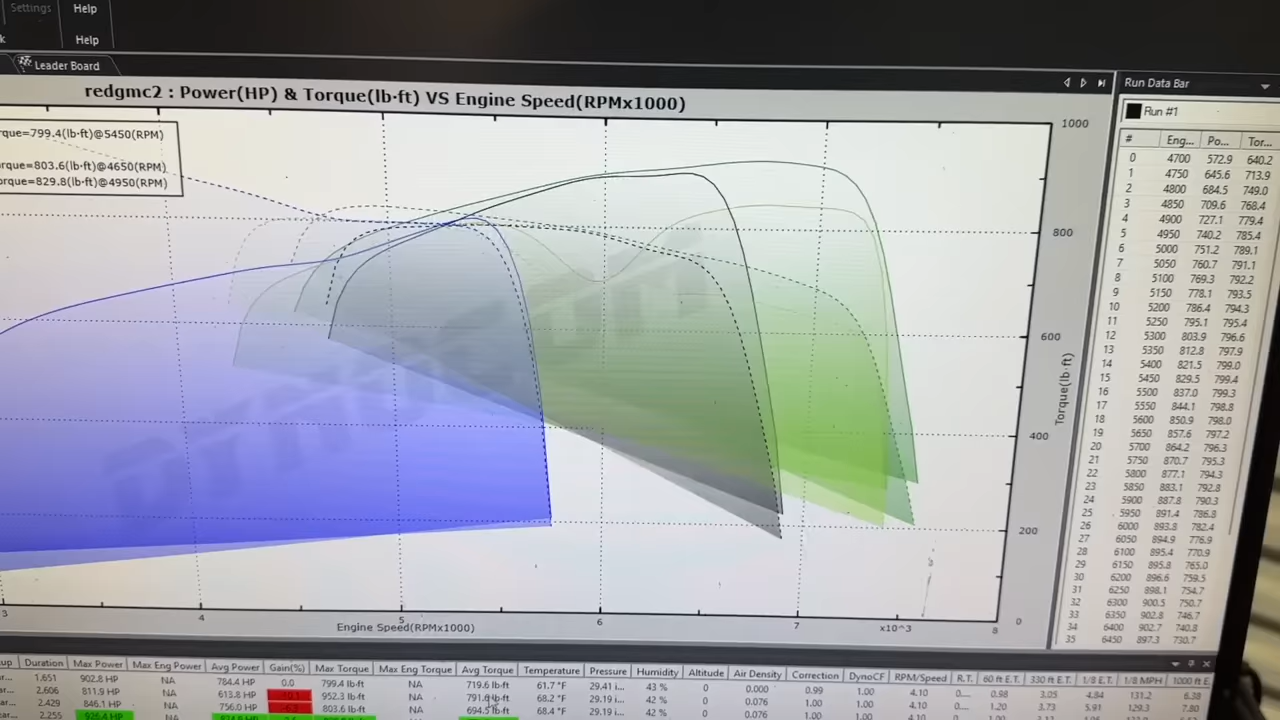 Settings Help
Help
Leader Board
redgmc2 : Power(HP) & Torque(lb·ft) VS Engine Speed(RPMx1000)
rque=799.4(lb·ft)@5450(RPM)
rque=803.6(lb·ft)@4650(RPM)
rque=829.8(lb·ft)@4950(RPM)
1000
800
600
400
200
0
Torque(lb·ft)
3 4 5 6 7 8
Engine Speed(RPMx1000) x10^3
Run Data Bar
Run #1
# Eng... Po... Tor...
0 4700 572.9 640.2
1 4750 645.6 713.9
2 4800 684.5 749.0
3 4850 709.6 768.4
4 4900 727.1 779.4
5 4950 740.2 785.4
6 5000 751.2 789.1
7 5050 760.7 791.1
8 5100 769.3 792.2
9 5150 778.1 793.5
10 5200 786.4 794.3
11 5250 795.1 795.4
12 5300 803.9 796.6
13 5350 812.8 797.9
14 5400 821.5 799.0
15 5450 829.5 799.4
16 5500 837.0 799.3
17 5550 844.1 798.8
18 5600 850.9 798.0
19 5650 857.6 797.2
20 5700 864.2 796.3
21 5750 870.7 795.3
22 5800 877.1 794.3
23 5850 883.1 792.8
24 5900 887.8 790.3
25 5950 891.4 786.8
26 6000 893.8 782.4
27 6050 894.9 776.9
28 6100 895.4 770.9
29 6150 895.8 765.0
30 6200 896.6 759.5
31 6250 898.1 754.7
32 6300 900.5 750.7
33 6350 902.8 746.7
34 6400 902.7 740.8
35 6450 897.3 730.7
Duration Max Power Max Eng Power Avg Power Gain(%) Max Torque Max Eng Torque Avg Torque Temperature Pressure Humidity Altitude Air Density Correction DynoCF RPM/Speed R.T. 60 ft E.T. 330 ft E.T. 1/8 E.T. 1/8 MPH 1000 ft E
1.651 902.8 HP NA 784.4 HP 0.0 799.4 lb·ft NA 719.6 lb·ft 61.7 °F 29.41 i... 43 % 0 0.000 0.99 1.00 4.10 0.... 0.98 3.05 4.84 131.2 6.38
2.606 811.9 HP NA 613.8 HP 952.3 lb·ft NA 791.0 lb·ft 68.2 °F 29.19 i... 42 % 0 0.076 1.00 1.00 4.10 0.... 1.20 3.73 5.91 129.3 7.80
2.429 846.1 HP NA 756.0 HP 803.6 lb·ft NA 694.5 lb·ft 68.4 °F 29.19 i... 42 % 0 0.076 1.00 1.00 4.10
2.255 926.4 HP